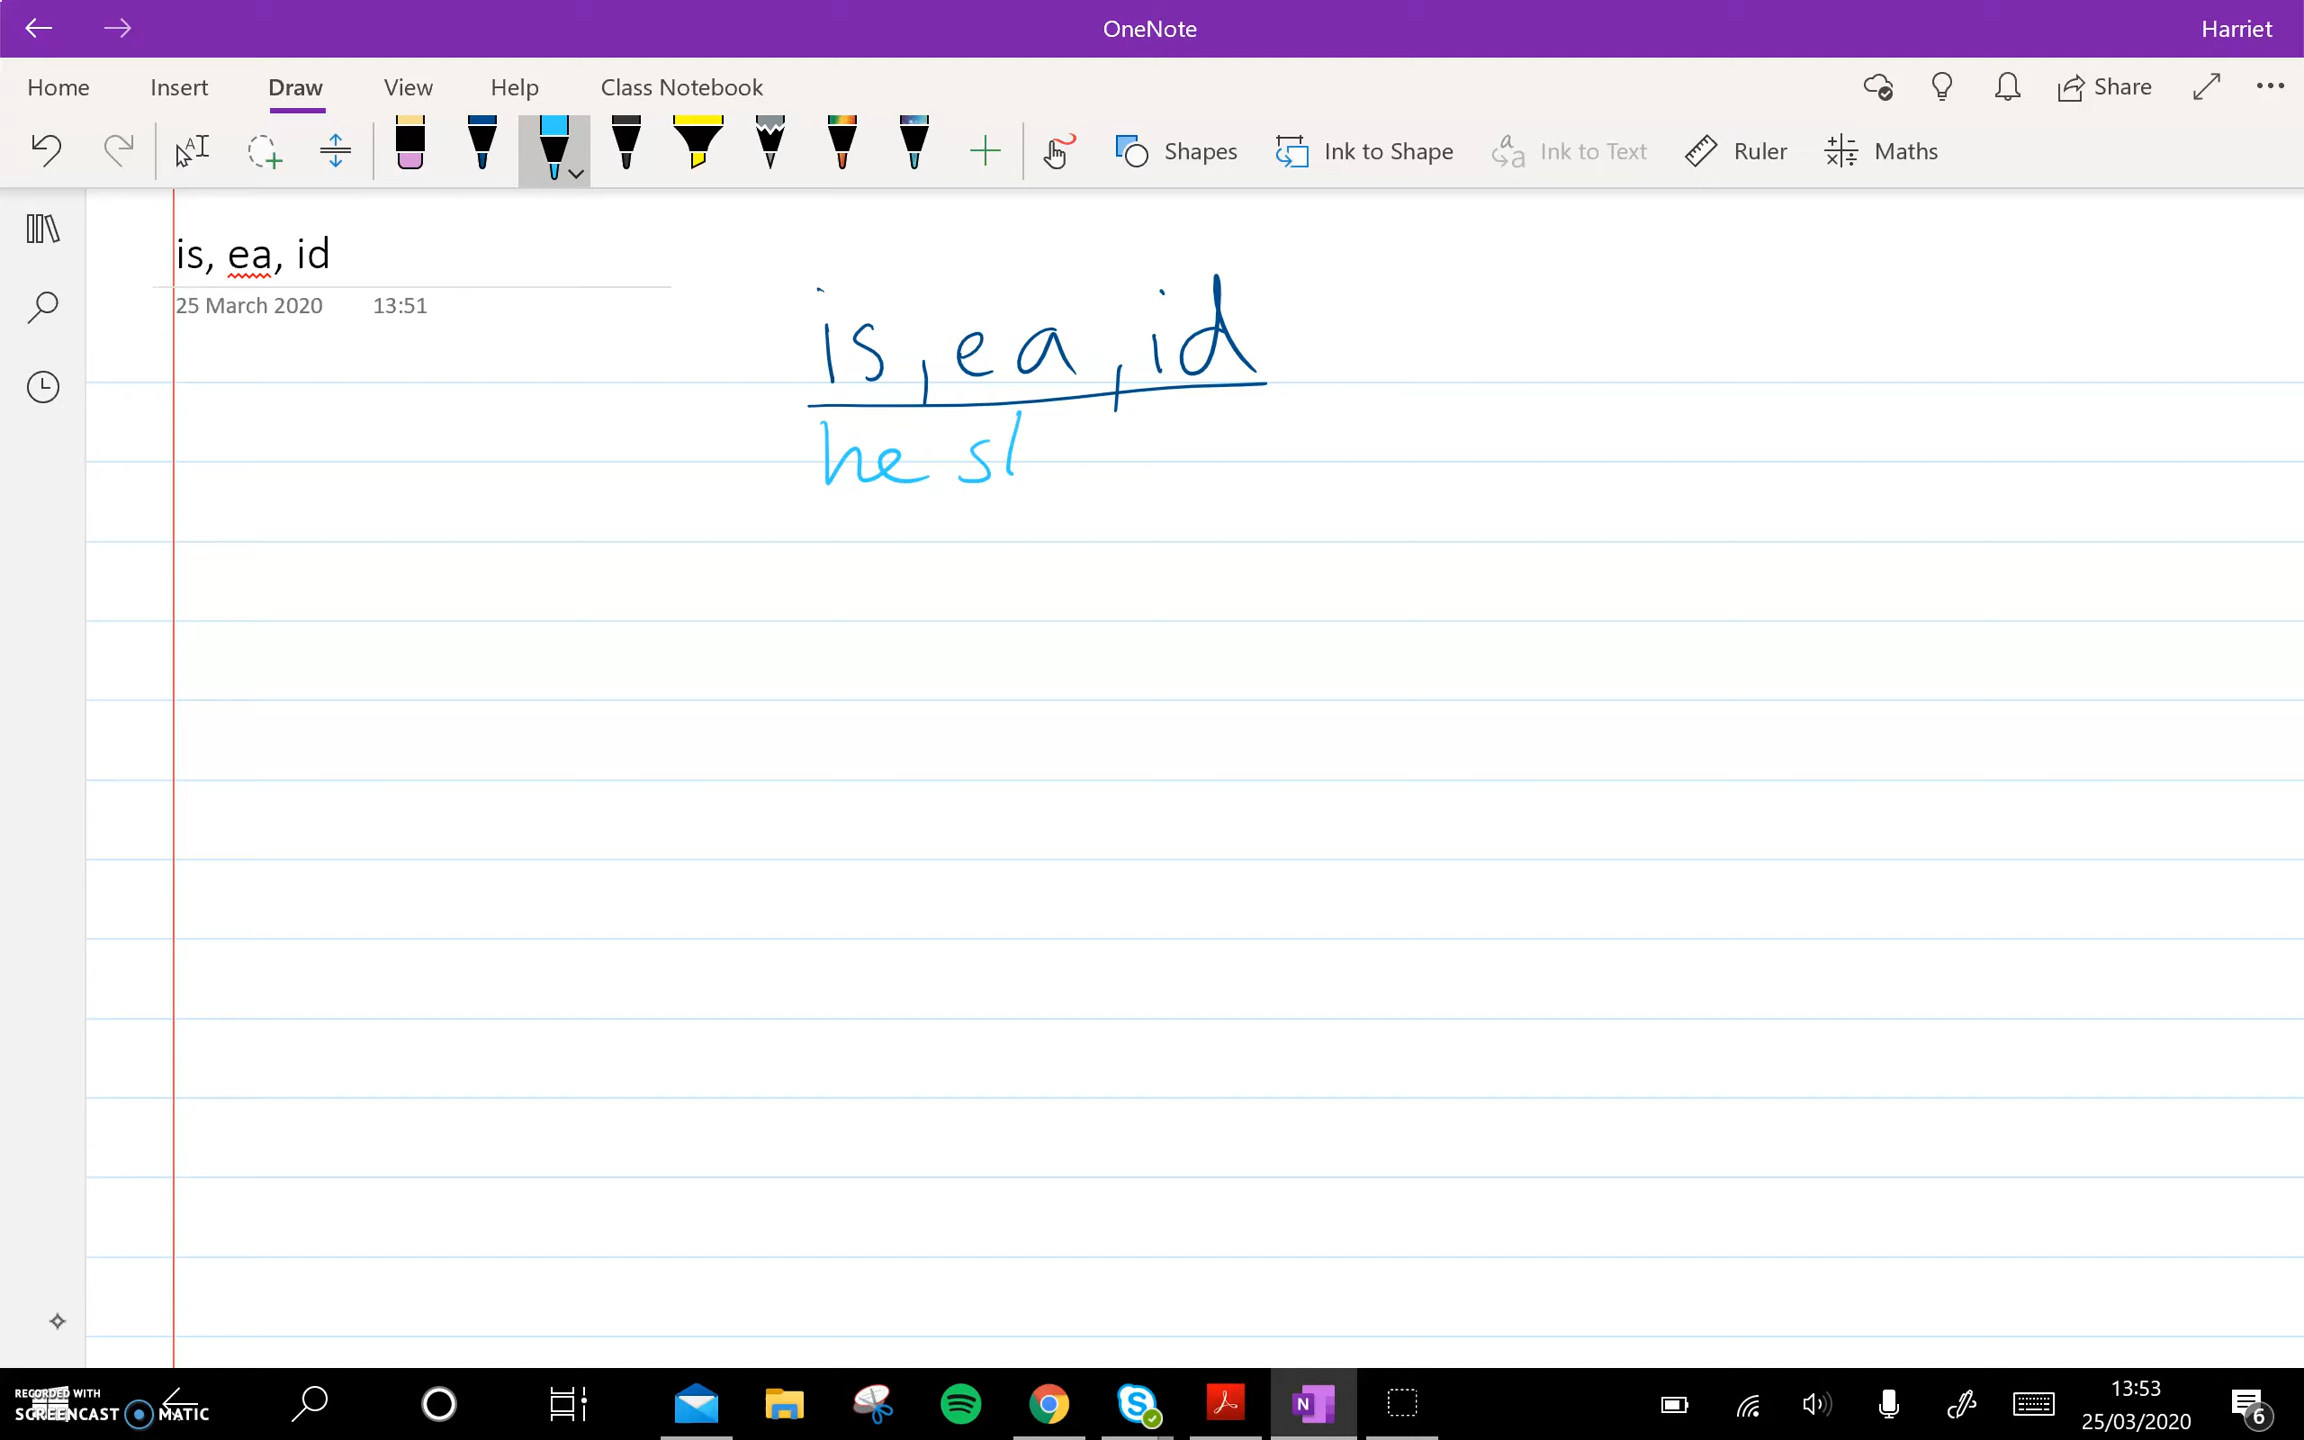 OneNote
Harriet
Home Insert Draw View Help Class Notebook
Share
Shapes Ink to Shape Ink to Text Ruler Maths
is, ea, id
25 March 2020 13:51
is, ea, id
he
RECORDED WITH
SCREENCAST MATIC
13:53
25/03/2020
6